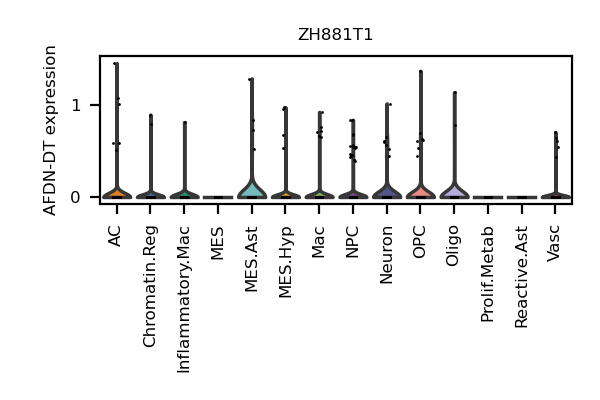 ZH881T1
AFDN-DT expression
1
0
AC
Chromatin.Reg
Inflammatory.Mac
MES
MES.Ast
MES.Hyp
Mac
NPC
Neuron
OPC
Oligo
Prolif.Metab
Reactive.Ast
Vasc